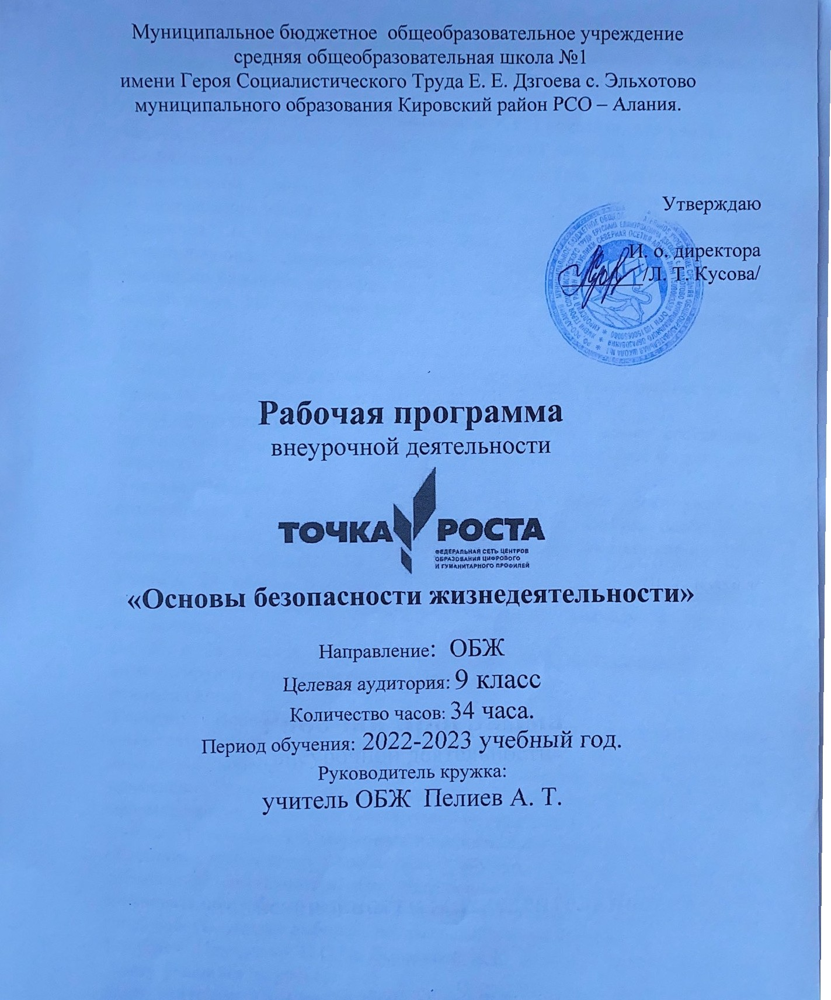 Муниципальное бюджетное общеобразовательное учреждение
средняя общеобразовательная школа №1
имени Героя Социалистического Труда Е. Е. Дзгоева с. Эльхотово
муниципального образования Кировский район РСО – Алания.
Утверждаю
И. о. директора
/Л. Т. Кусова/
Рабочая программа
внеурочной деятельности
ТОЧКА РОСТА
ФЕДЕРАЛЬНАЯ СЕТЬ ЦЕНТРОВ
ОБРАЗОВАНИЯ ЦИФРОВОГО
И ГУМАНИТАРНОГО ПРОФИЛЕЙ
«Основы безопасности жизнедеятельности»
Направление: ОБЖ
Целевая аудитория: 9 класс
Количество часов: 34 часа.
Период обучения: 2022-2023 учебный год.
Руководитель кружка:
учитель ОБЖ Пелиев А. Т.